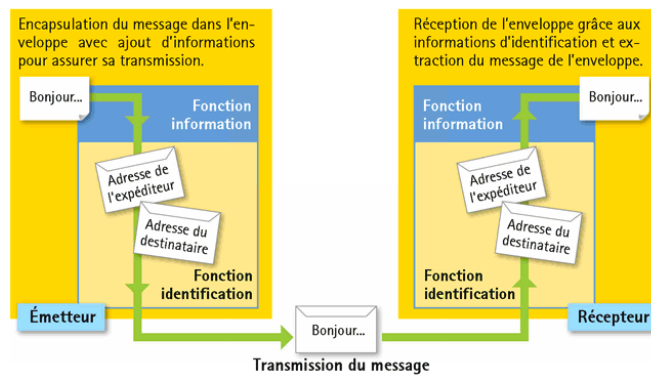 Encapsulation du message dans l'en-
veloppe avec ajout d'informations
pour assurer sa transmission.
Bonjour...
Fonction
information
Adresse de
l'expéditeur
Adresse du
destinataire
Fonction
identification
Émetteur
Réception de l'enveloppe grâce aux
informations d'identification et ex-
traction du message de l'enveloppe.
Fonction
information
Bonjour...
Adresse de
l'expéditeur
Adresse du
destinataire
Fonction
identification
Récepteur
Bonjour...
Transmission du message